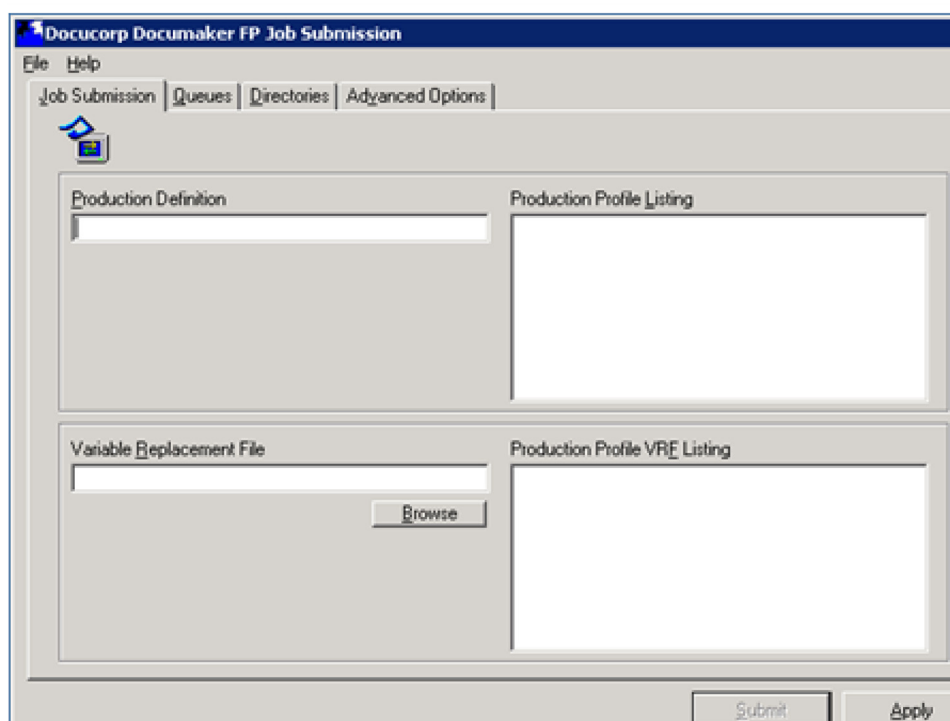 Docucorp Documaker FP Job Submission
File Help
Job Submission Queues Directories Advanced Options
Production Definition Production Profile Listing
Variable Replacement File Production Profile VRF Listing
Browse
Submit Apply